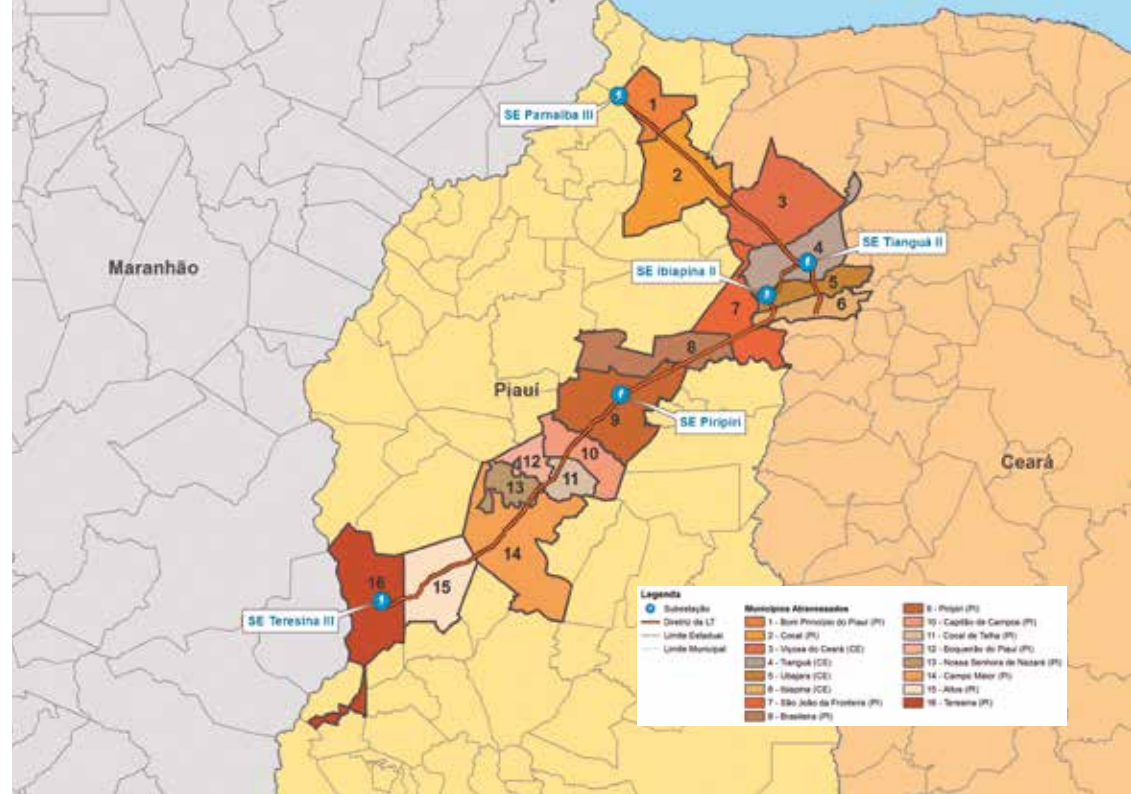 SE Parnaíba III
1
2
3
SE Tianguá II
4
Maranhão
SE Ibiapina II
5
6
7
8
Piauí
9
SE Piripiri
10
12
11
Ceará
13
14
16
15
SE Teresina III
Legenda
Subestação
Diretriz da LT
Limite Estadual
Limite Municipal
Municípios Atravessados
1 - Bom Princípio do Piauí (PI)
2 - Cocal (PI)
3 - Viçosa do Ceará (CE)
4 - Tianguá (CE)
5 - Ubajara (CE)
6 - Ibiapina (CE)
7 - São João da Fronteira (PI)
8 - Brasileira (PI)
9 - Piripiri (PI)
10 - Capitão de Campos (PI)
11 - Cocal de Telha (PI)
12 - Boqueirão do Piauí (PI)
13 - Nossa Senhora de Nazaré (PI)
14 - Campo Maior (PI)
15 - Altos (PI)
16 - Teresina (PI)